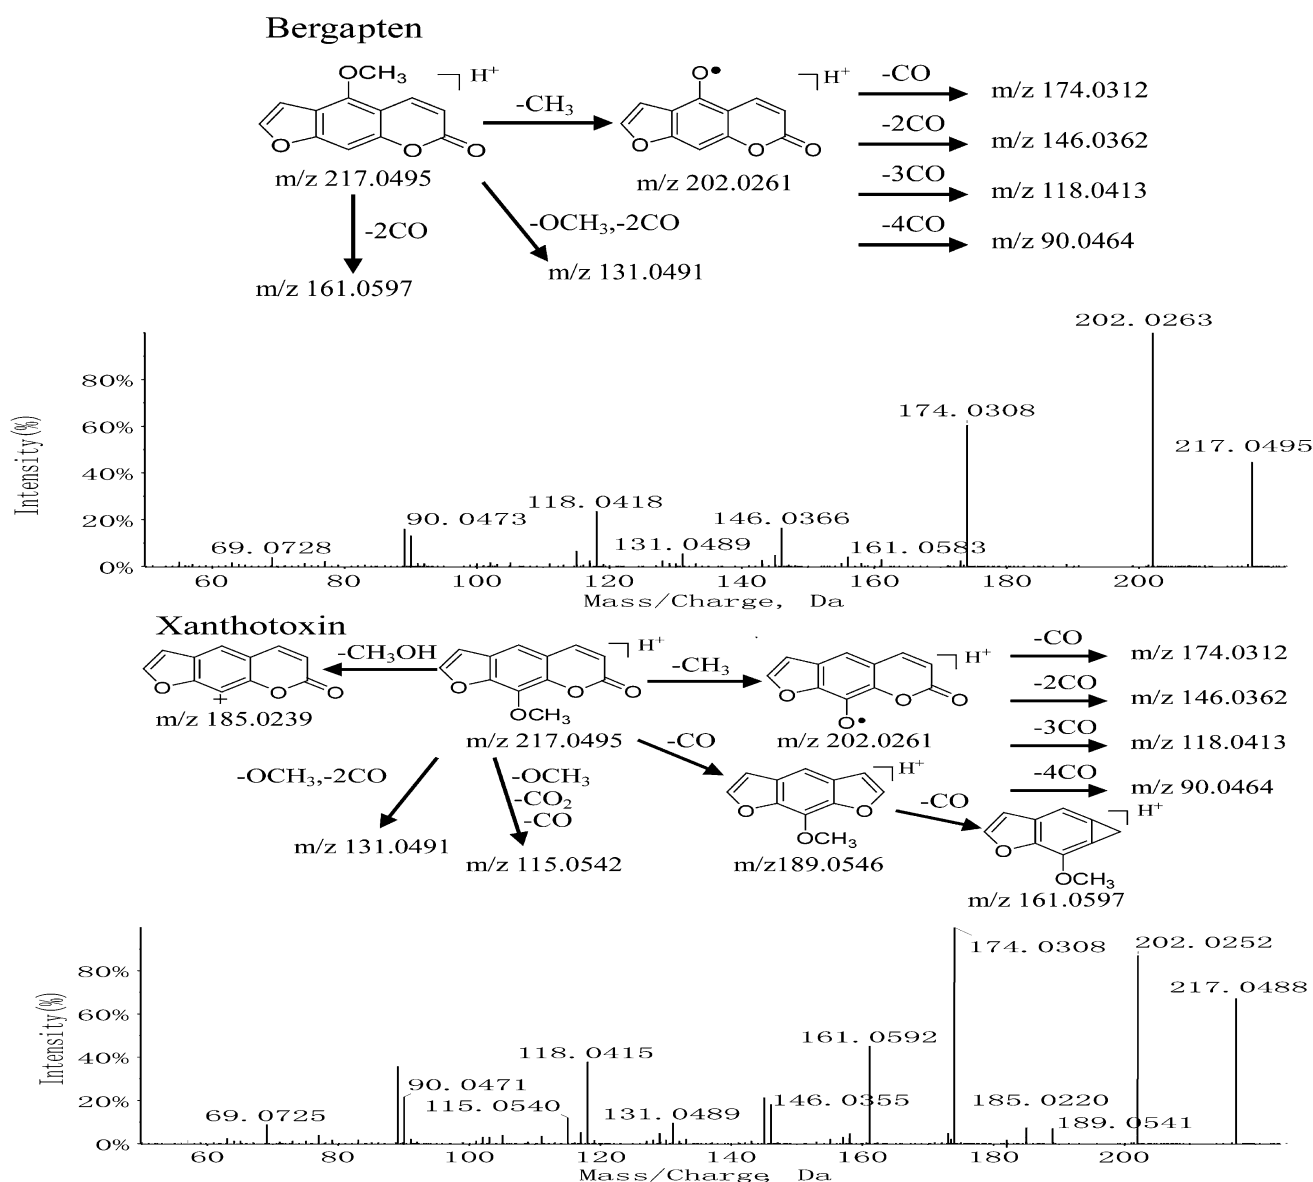 Bergapten
OCH3
H+
O
O
O
m/z 217.0495
-CH3
O•
H+
O
O
O
m/z 202.0261
-CO
m/z 174.0312
-2CO
m/z 146.0362
-3CO
m/z 118.0413
-4CO
m/z 90.0464
-2CO
m/z 161.0597
-OCH3,-2CO
m/z 131.0491
Intensity(%)
80%
60%
40%
20%
0%
202.0263
174.0308
217.0495
118.0418
146.0366
90.0473
131.0489
161.0583
69.0728
60
80
100
120
140
160
180
200
Mass/Charge, Da
Xanthotoxin
O
O
O
+
m/z 185.0239
-CH3OH
H+
O
O
O
OCH3
m/z 217.0495
-CH3
H+
O
O
O
O•
m/z 202.0261
-CO
m/z 174.0312
-2CO
m/z 146.0362
-3CO
m/z 118.0413
-4CO
m/z 90.0464
-OCH3,-2CO
m/z 131.0491
-OCH3
-CO2
-CO
m/z 115.0542
-CO
H+
O
O
OCH3
m/z189.0546
-CO
H+
O
OCH3
m/z 161.0597
Intensity(%)
80%
60%
40%
20%
0%
174.0308
202.0252
217.0488
161.0592
118.0415
90.0471
115.0540
131.0489
146.0355
185.0220
189.0541
69.0725
60
80
100
120
140
160
180
200
Mass/Charge, Da